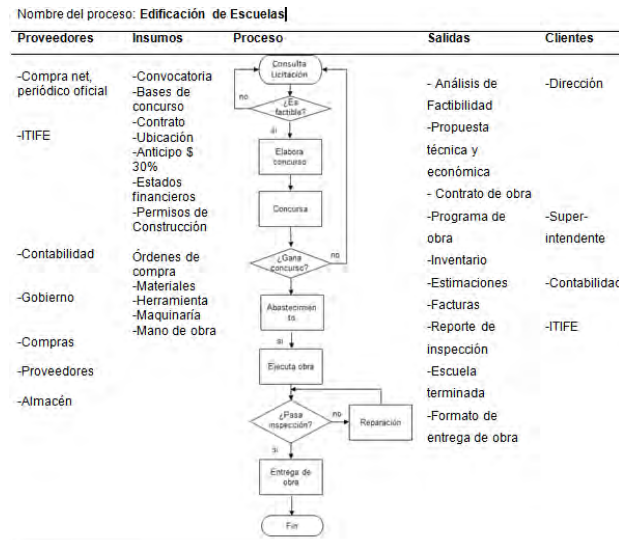 Nombre del proceso: Edificación de Escuelas
Proveedores
Insumos
Proceso
Salidas
Clientes
-Compra net,
periódico oficial
-ITIFE
-Contabilidad
-Gobierno
-Compras
-Proveedores
-Almacén
-Convocatoria
-Bases de
concurso
-Contrato
-Ubicación
-Anticipo $
30%
-Estados
financieros
-Permisos de
Construcción
Órdenes de
compra
-Materiales
-Herramienta
-Maquinaría
-Mano de obra
Consulta
Licitación
¿Es
factible?
no
si
Elabora
concurso
Concursa
¿Gana
concurso?
no
Abastecimien
to.
si
Ejecuta obra
¿Pasa
inspección?
no
Reparación
si
Entrega de
obra
Fin
- Análisis de
Factibilidad
-Propuesta
técnica y
económica
- Contrato de obra
-Programa de
obra
-Inventario
-Estimaciones
-Facturas
-Reporte de
inspección
-Escuela
terminada
-Formato de
entrega de obra
-Dirección
-Super-
intendente
-Contabilidad
-ITIFE